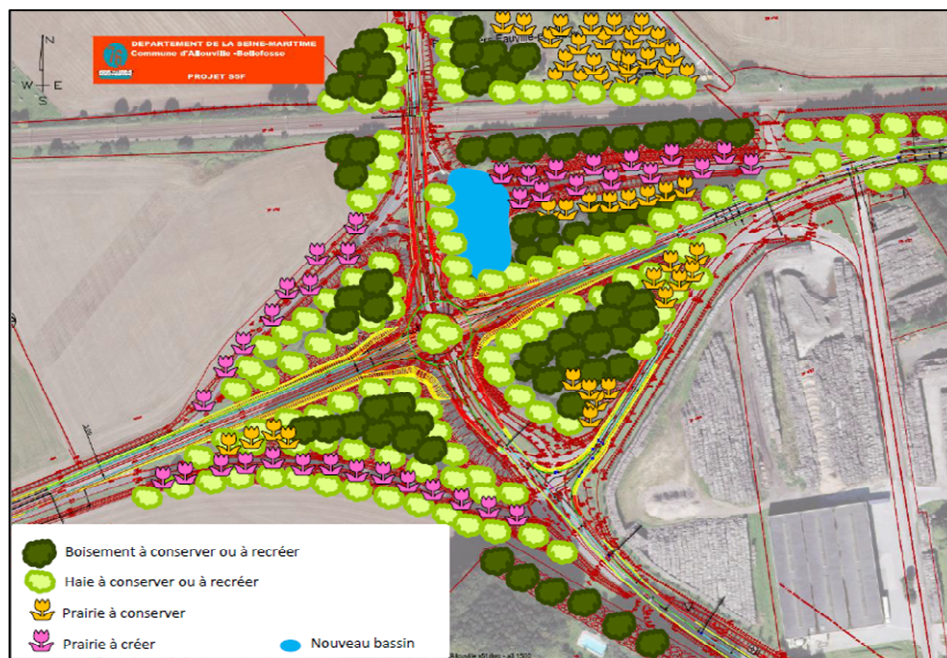 N
W E
S
DEPARTEMENT DE LA SEINE-MARITIME
Commune d'Allouville -Bellefosse
PROJET SSF
Boisement à conserver ou à recréer
Haie à conserver ou à recréer
Prairie à conserver
Prairie à créer
Nouveau bassin